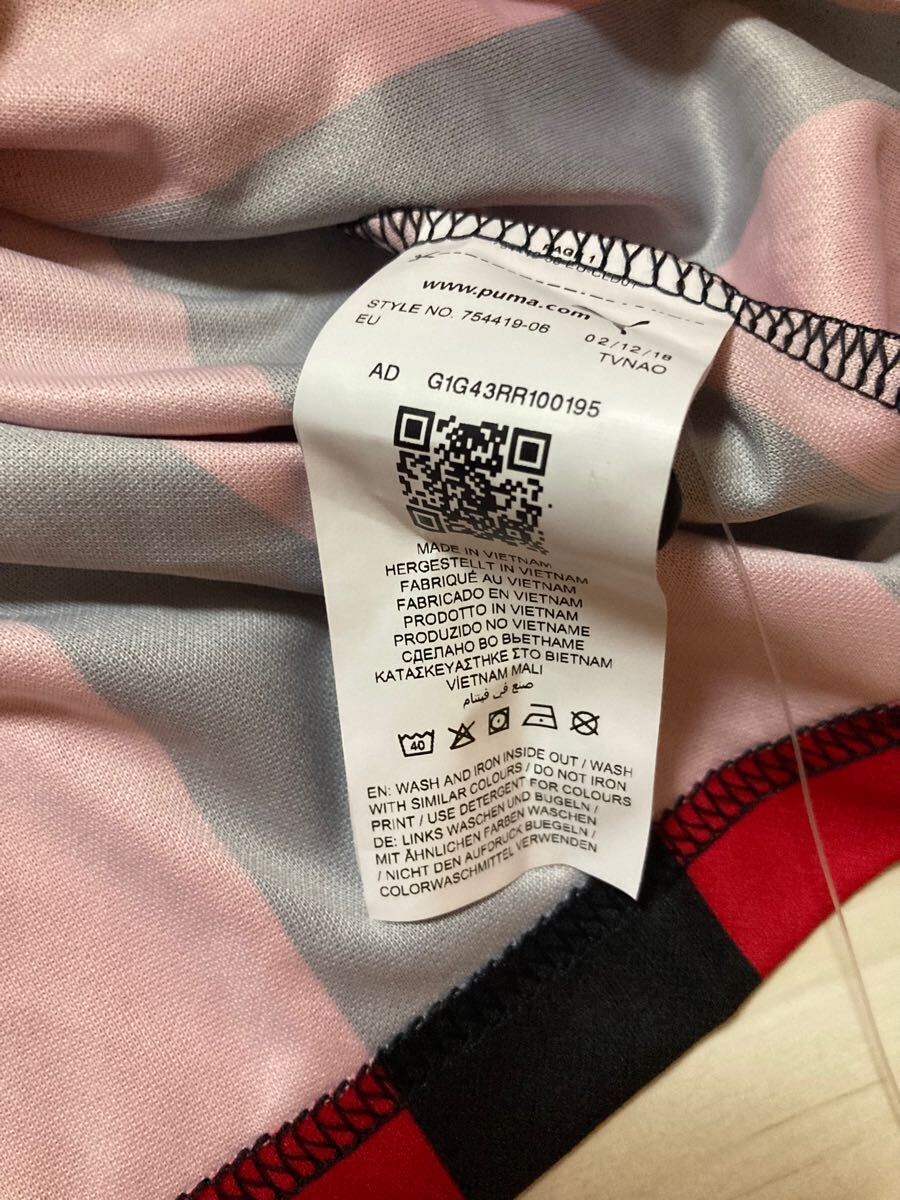 PAGE 1
www.puma.com
STYLE NO. 754419-06
EU
02/12/18
TVNAO
AD G1G43RR100195
MADE IN VIETNAM
HERGESTELLT IN VIETNAM
FABRIQUÉ AU VIETNAM
FABRICADO EN VIETNAM
PRODOTTO IN VIETNAM
PRODUZIDO NO VIETNAME
СДЕЛАНО ВО ВЬЕТНАМЕ
ΚΑΤΑΣΚΕΥΑΣΤΗΚΕ ΣΤΟ ΒΙΕΤΝΑΜ
VİETNAM MALI
صنع في فيتنام
40
EN: WASH AND IRON INSIDE OUT / WASH
WITH SIMILAR COLOURS / DO NOT IRON
PRINT / USE DETERGENT FOR COLOURS
DE: LINKS WASCHEN UND BUGELN /
MIT ÄHNLICHEN FARBEN WASCHEN
/ NICHT DEN AUFDRUCK BUEGELN /
COLORWASCHMITTEL VERWENDEN